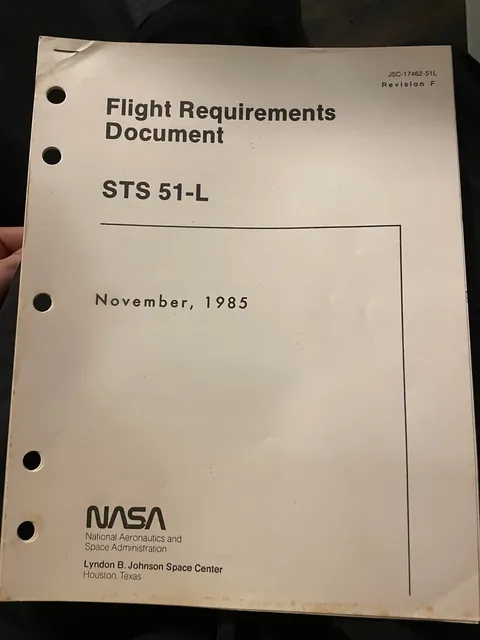 JSC-17462-51L
Revision F
Flight Requirements
Document
STS 51-L
November, 1985
NASA
National Aeronautics and
Space Administration
Lyndon B. Johnson Space Center
Houston, Texas